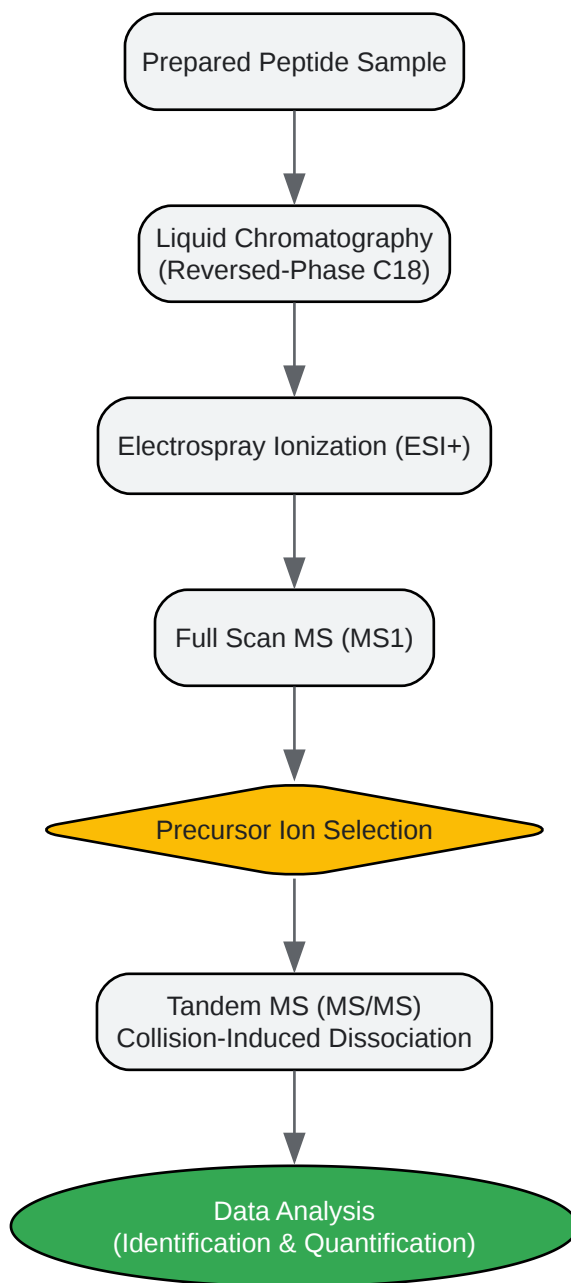 Prepared Peptide Sample
Liquid Chromatography
(Reversed-Phase C18)
Electrospray Ionization (ESI+)
Full Scan MS (MS1)
Precursor Ion Selection
Tandem MS (MS/MS)
Collision-Induced Dissociation
Data Analysis
(Identification & Quantification)